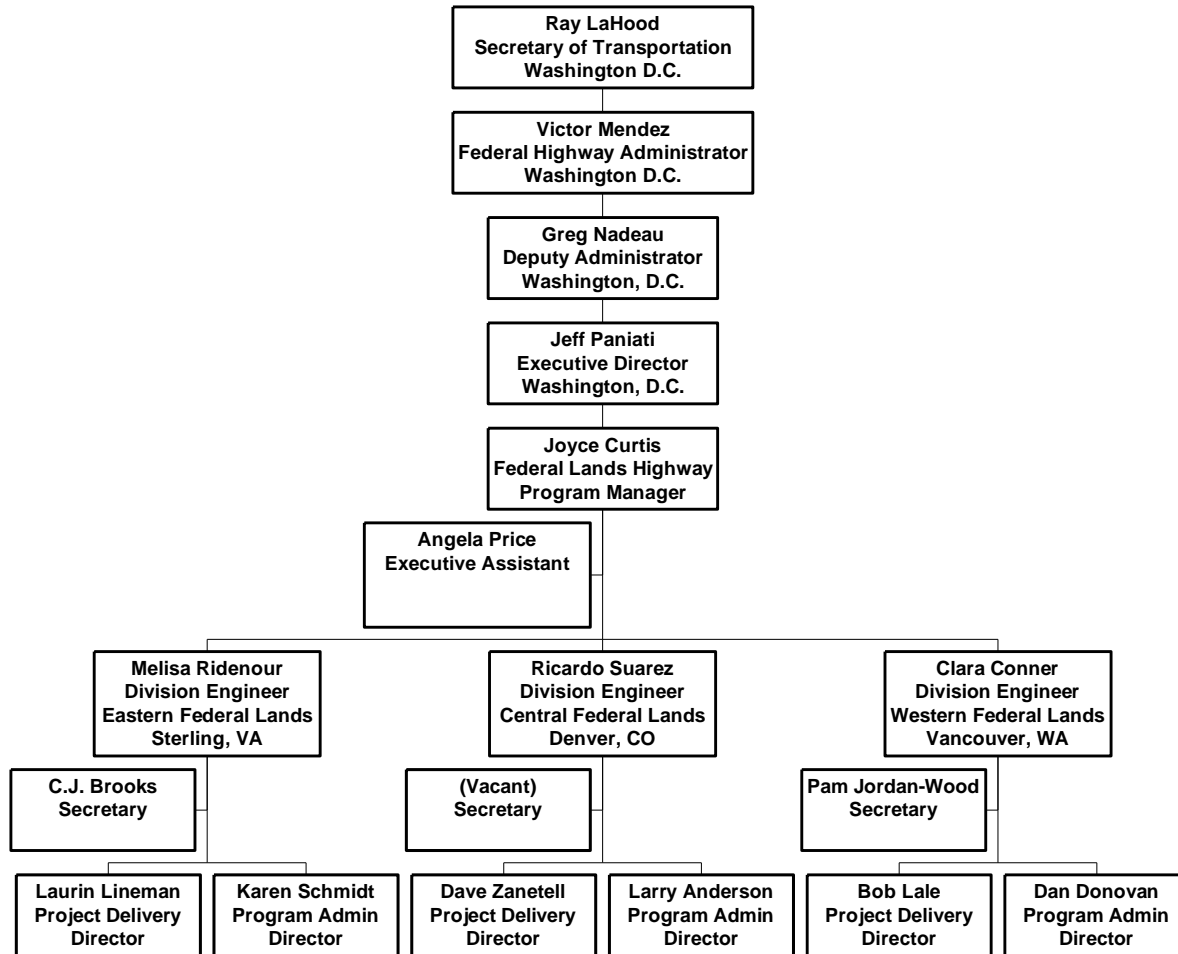 Ray LaHood
Secretary of Transportation
Washington D.C.
Victor Mendez
Federal Highway Administrator
Washington D.C.
Greg Nadeau
Deputy Administrator
Washington, D.C.
Jeff Paniati
Executive Director
Washington, D.C.
Joyce Curtis
Federal Lands Highway
Program Manager
Angela Price
Executive Assistant
Melisa Ridenour
Division Engineer
Eastern Federal Lands
Sterling, VA
Ricardo Suarez
Division Engineer
Central Federal Lands
Denver, CO
Clara Conner
Division Engineer
Western Federal Lands
Vancouver, WA
C.J. Brooks
Secretary
(Vacant)
Secretary
Pam Jordan-Wood
Secretary
Laurin Lineman
Project Delivery
Director
Karen Schmidt
Program Admin
Director
Dave Zanetell
Project Delivery
Director
Larry Anderson
Program Admin
Director
Bob Lale
Project Delivery
Director
Dan Donovan
Program Admin
Director